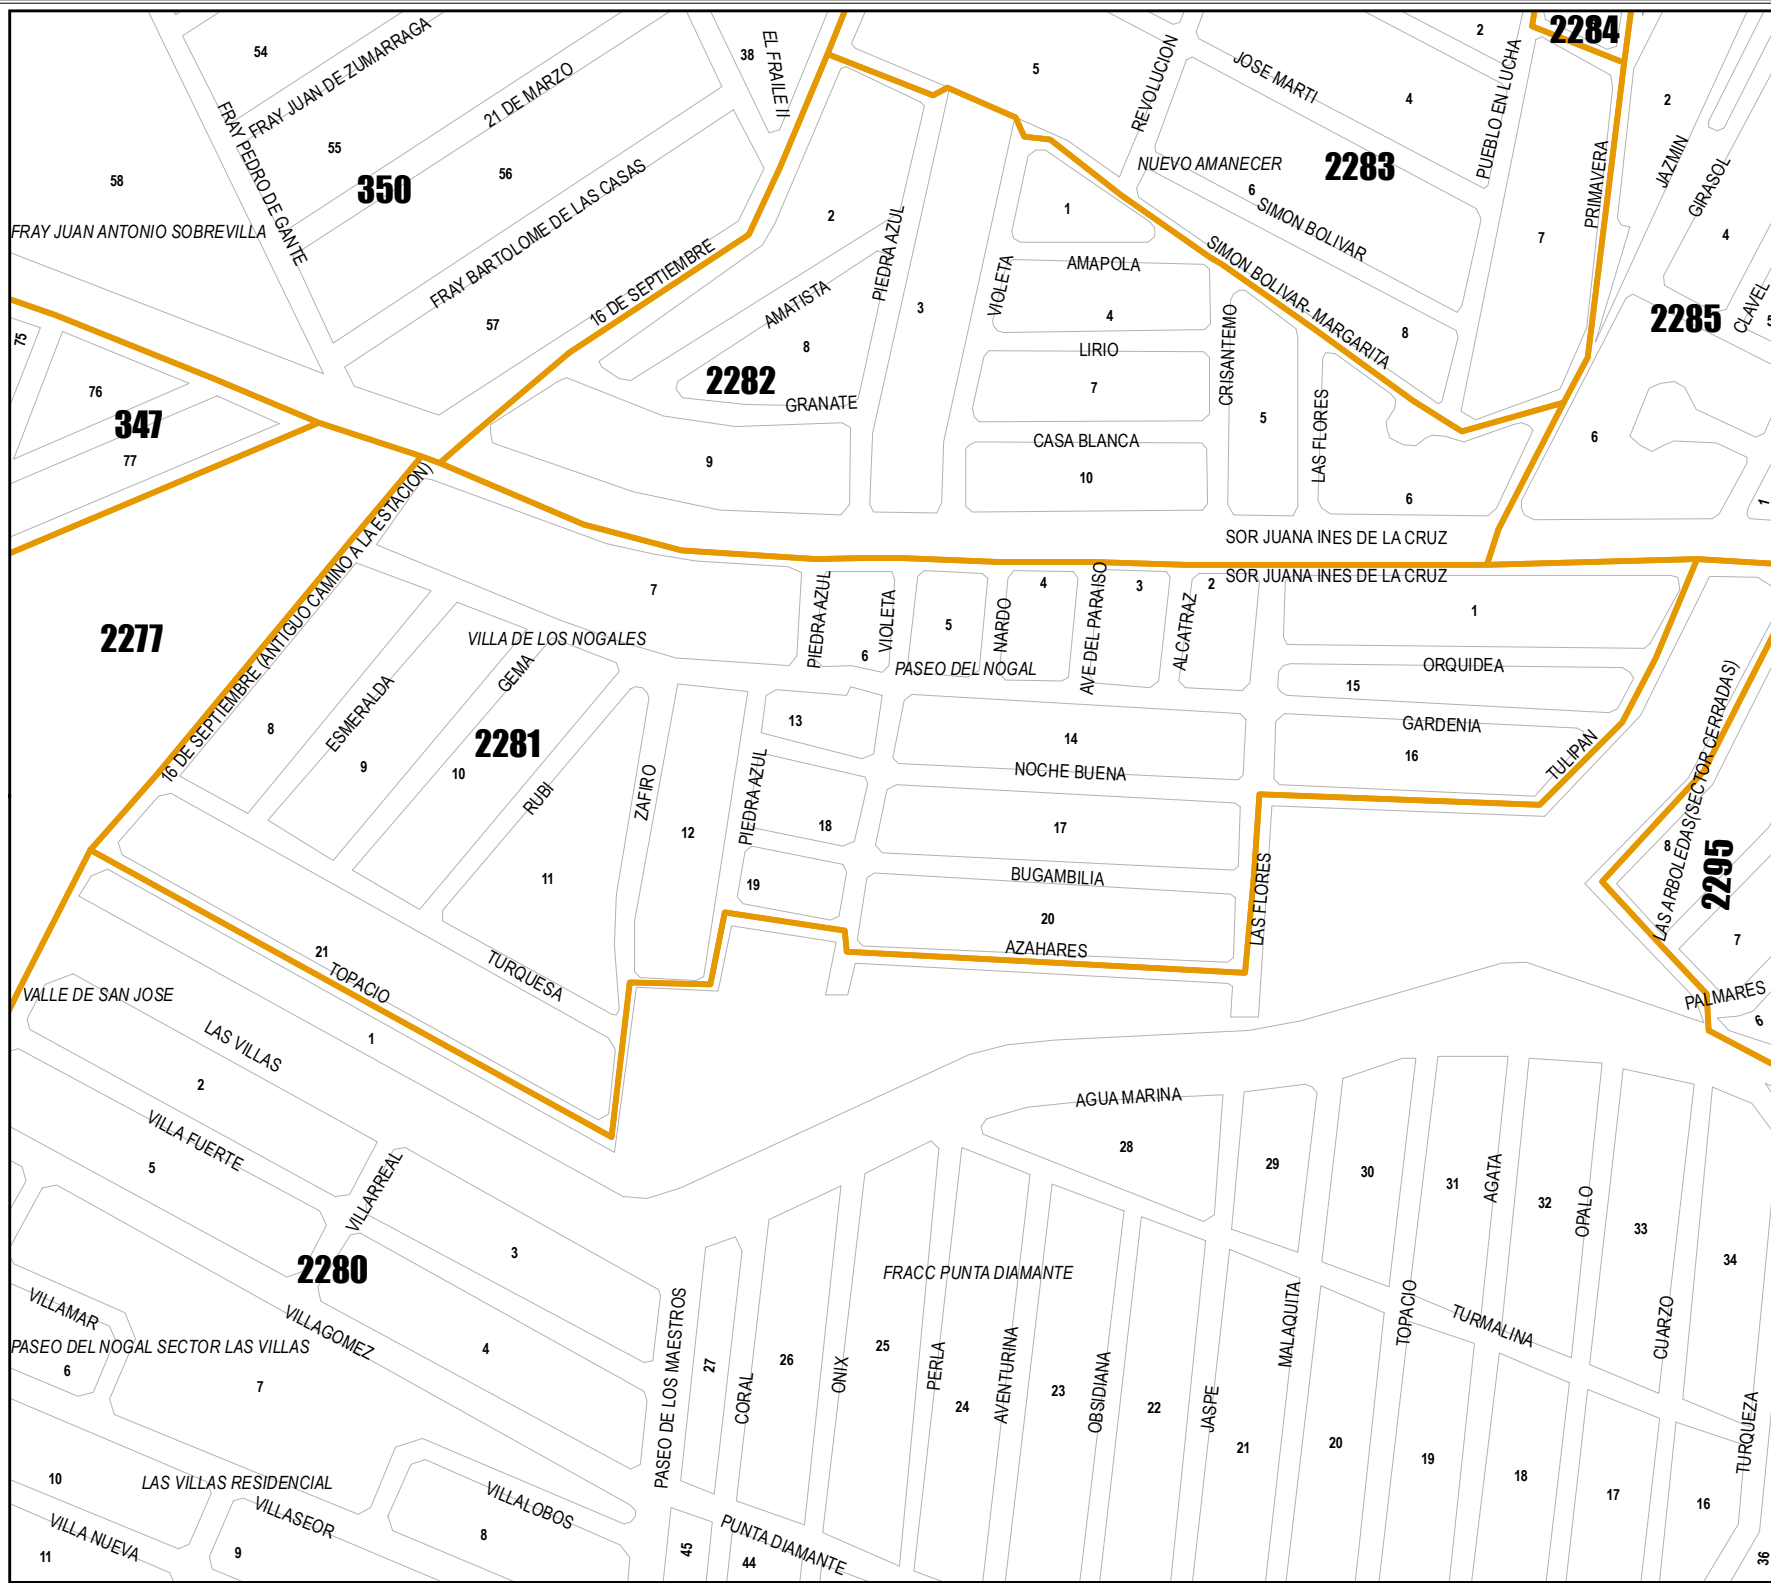 2284
54
FRAY JUAN DE ZUMARRAGA
38
EL FRAILE II
5
REVOLUCION
JOSE MARTI
2
PUEBLO EN LUCHA
4
2
21 DE MARZO
FRAY PEDRO DE GANTE
55
56
350
58
FRAY JUAN ANTONIO SOBREVILLA
FRAY BARTOLOME DE LAS CASAS
57
16 DE SEPTIEMBRE
2
PIEDRA AZUL
AMATISTA
8
3
2282
GRANATE
9
VIOLETA
1
AMAPOLA
4
LIRIO
7
CASA BLANCA
10
CRISANTEMO
5
LAS FLORES
6
NUEVO AMANECER
2283
6
SIMON BOLIVAR
SIMON BOLIVAR- MARGARITA
8
7
PRIMAVERA
JAZMIN
GIRASOL
4
CLAVEL
5
2285
6
1
75
76
347
77
SOR JUANA INES DE LA CRUZ
SOR JUANA INES DE LA CRUZ
2277
16 DE SEPTIEMBRE (ANTIGUO CAMINO A LA ESTACION)
7
VILLA DE LOS NOGALES
PIEDRA AZUL
6
VIOLETA
5
NARDO
4
AVE DEL PARAISO
3
ALCATRAZ
2
1
PASEO DEL NOGAL
ORQUIDEA
15
GARDENIA
16
TULIPAN
8
ESMERALDA
9
GEMA
10
2281
RUBI
11
ZAFIRO
12
PIEDRA AZUL
13
14
NOCHE BUENA
18
17
BUGAMBILIA
19
20
AZAHARES
LAS FLORES
LAS ARBOLEDAS(SECTOR CERRADAS)
8
2295
7
PALMARES
6
21
TOPACIO
TURQUESA
VALLE DE SAN JOSE
1
LAS VILLAS
2
VILLA FUERTE
5
VILLARREAL
3
2280
VILLAMAR
VILLAGOMEZ
PASEO DEL NOGAL SECTOR LAS VILLAS
6
7
4
10
LAS VILLAS RESIDENCIAL
VILLASEOR
VILLALOBOS
VILLA NUEVA
11
9
8
PASEO DE LOS MAESTROS
27
CORAL
26
ONIX
25
PERLA
24
AVENTURINA
23
OBSIDIANA
22
JASPE
21
FRACC PUNTA DIAMANTE
AGUA MARINA
28
29
30
31
AGATA
32
OPALO
33
34
MALAQUITA
TOPACIO
TURMALINA
CUARZO
TURQUEZA
20
19
18
17
16
36
45
44
PUNTA DIAMANTE